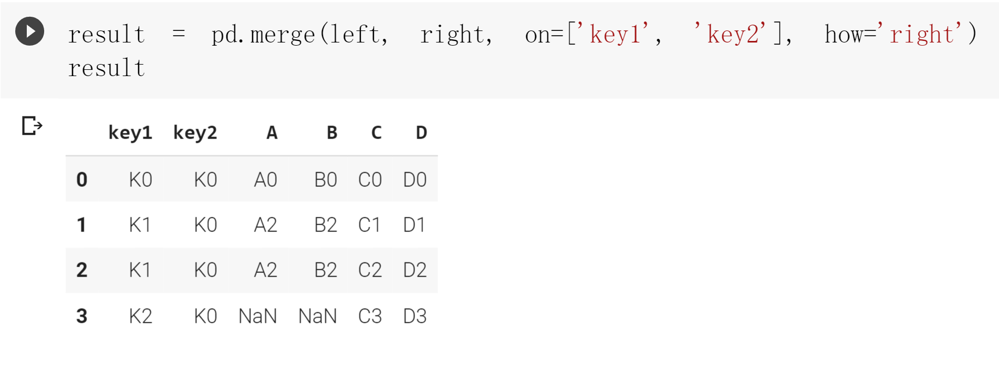 result = pd.merge(left, right, on=['key1', 'key2'], how='right')
result
key1 key2 A B C D
0 K0 K0 A0 B0 C0 D0
1 K1 K0 A2 B2 C1 D1
2 K1 K0 A2 B2 C2 D2
3 K2 K0 NaN NaN C3 D3